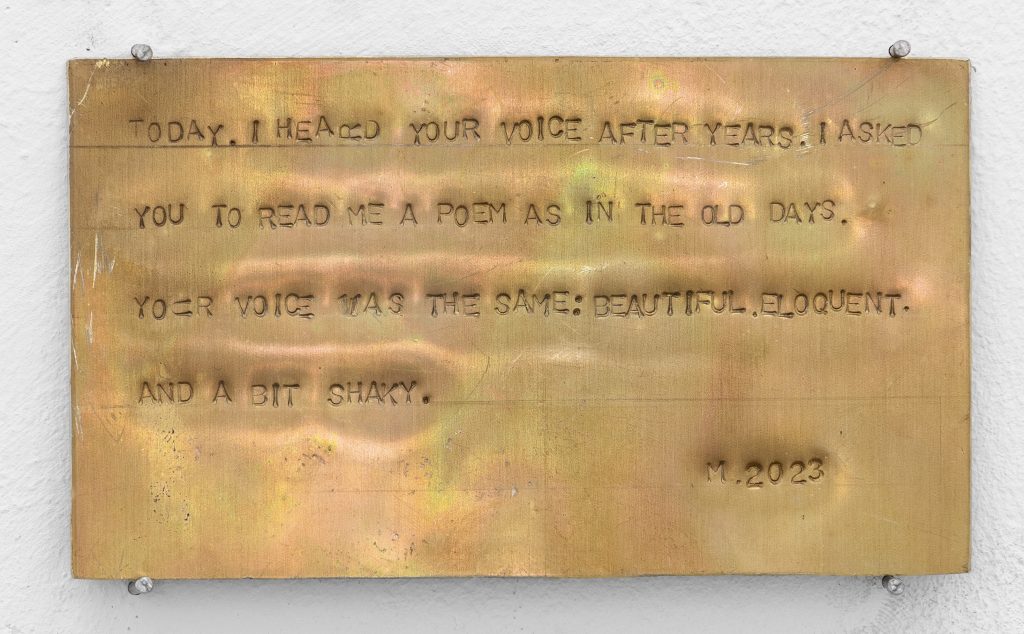 TODAY. I HEARD YOUR VOICE AFTER YEARS. I ASKED
YOU TO READ ME A POEM AS IN THE OLD DAYS.
YOUR VOICE WAS THE SAME: BEAUTIFUL. ELOQUENT.
AND A BIT SHAKY.
M. 2023